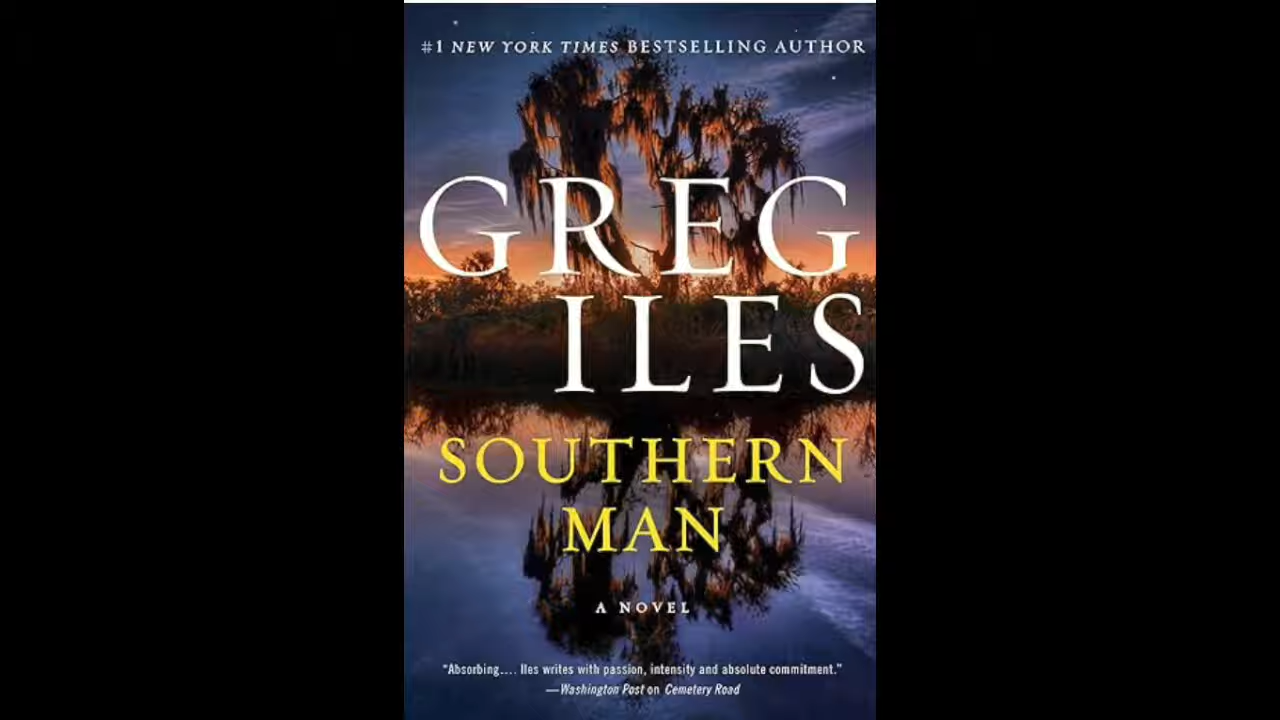 #1 NEW YORK TIMES BESTSELLING AUTHOR
GREG
ILES
SOUTHERN
MAN
A NOVEL
“Absorbing.... Iles writes with passion, intensity and absolute commitment.”
—Washington Post on Cemetery Road